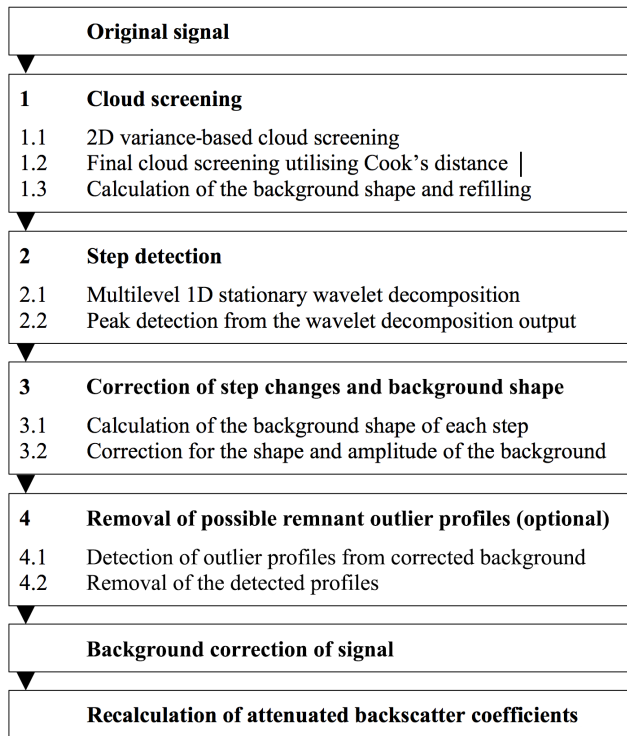 Original signal
1 Cloud screening
1.1 2D variance-based cloud screening
1.2 Final cloud screening utilising Cook's distance
1.3 Calculation of the background shape and refilling
2 Step detection
2.1 Multilevel 1D stationary wavelet decomposition
2.2 Peak detection from the wavelet decomposition output
3 Correction of step changes and background shape
3.1 Calculation of the background shape of each step
3.2 Correction for the shape and amplitude of the background
4 Removal of possible remnant outlier profiles (optional)
4.1 Detection of outlier profiles from corrected background
4.2 Removal of the detected profiles
Background correction of signal
Recalculation of attenuated backscatter coefficients